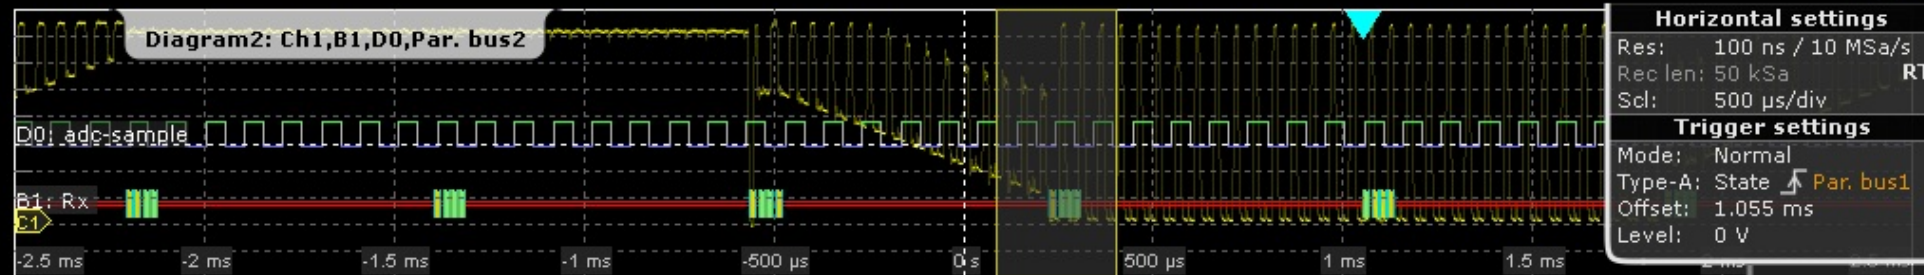 Diagram2: Ch1,B1,D0,Par. bus2
D0: adc-sample
B1: Rx
C1
-2.5 ms -2 ms -1.5 ms -1 ms -500 µs 0 s 500 µs 1 ms 1.5 ms
Horizontal settings
Res: 100 ns / 10 MSa/s
Rec len: 50 kSa RT
Scl: 500 µs/div
Trigger settings
Mode: Normal
Type-A: State Par. bus1
Offset: 1.055 ms
Level: 0 V